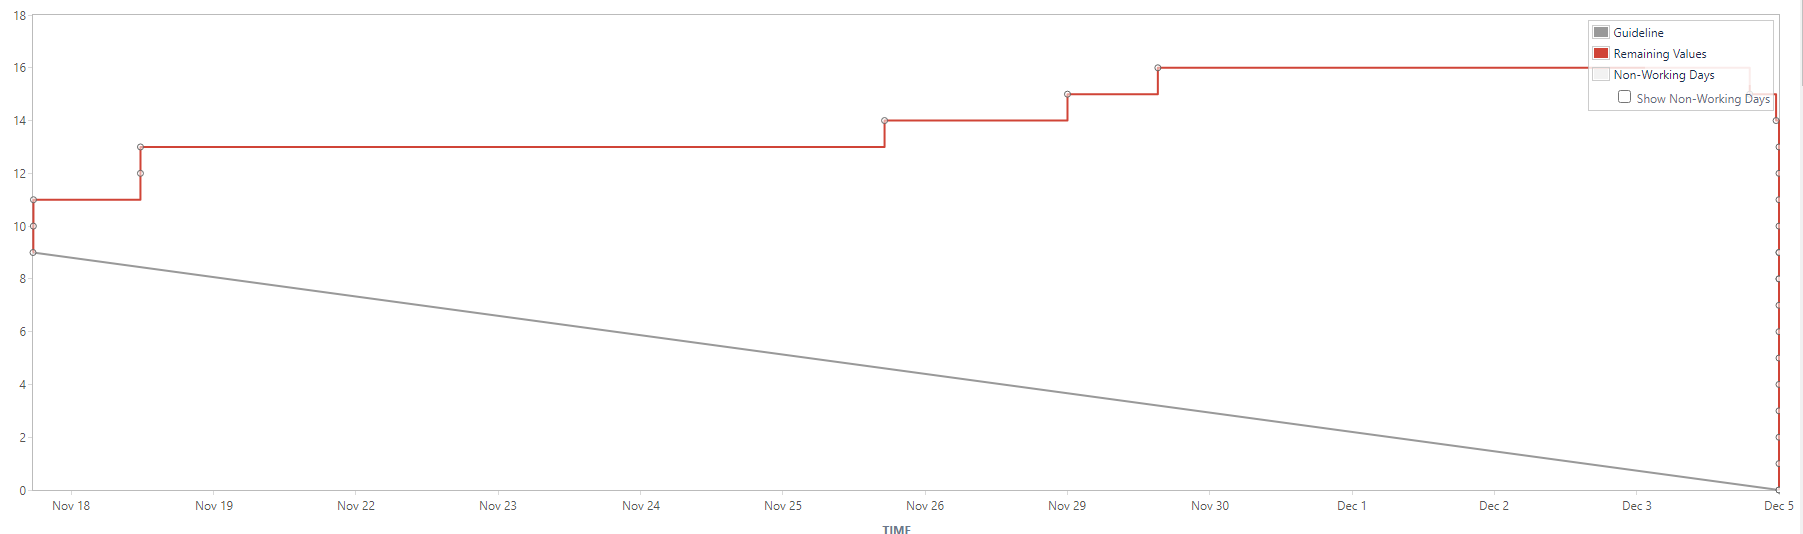 18
16
14
12
10
8
6
4
2
0
Guideline
Remaining Values
Non-Working Days
Show Non-Working Days
Nov 18 Nov 19 Nov 22 Nov 23 Nov 24 Nov 25 Nov 26 Nov 29 Nov 30 Dec 1 Dec 2 Dec 3 Dec 5
TIME